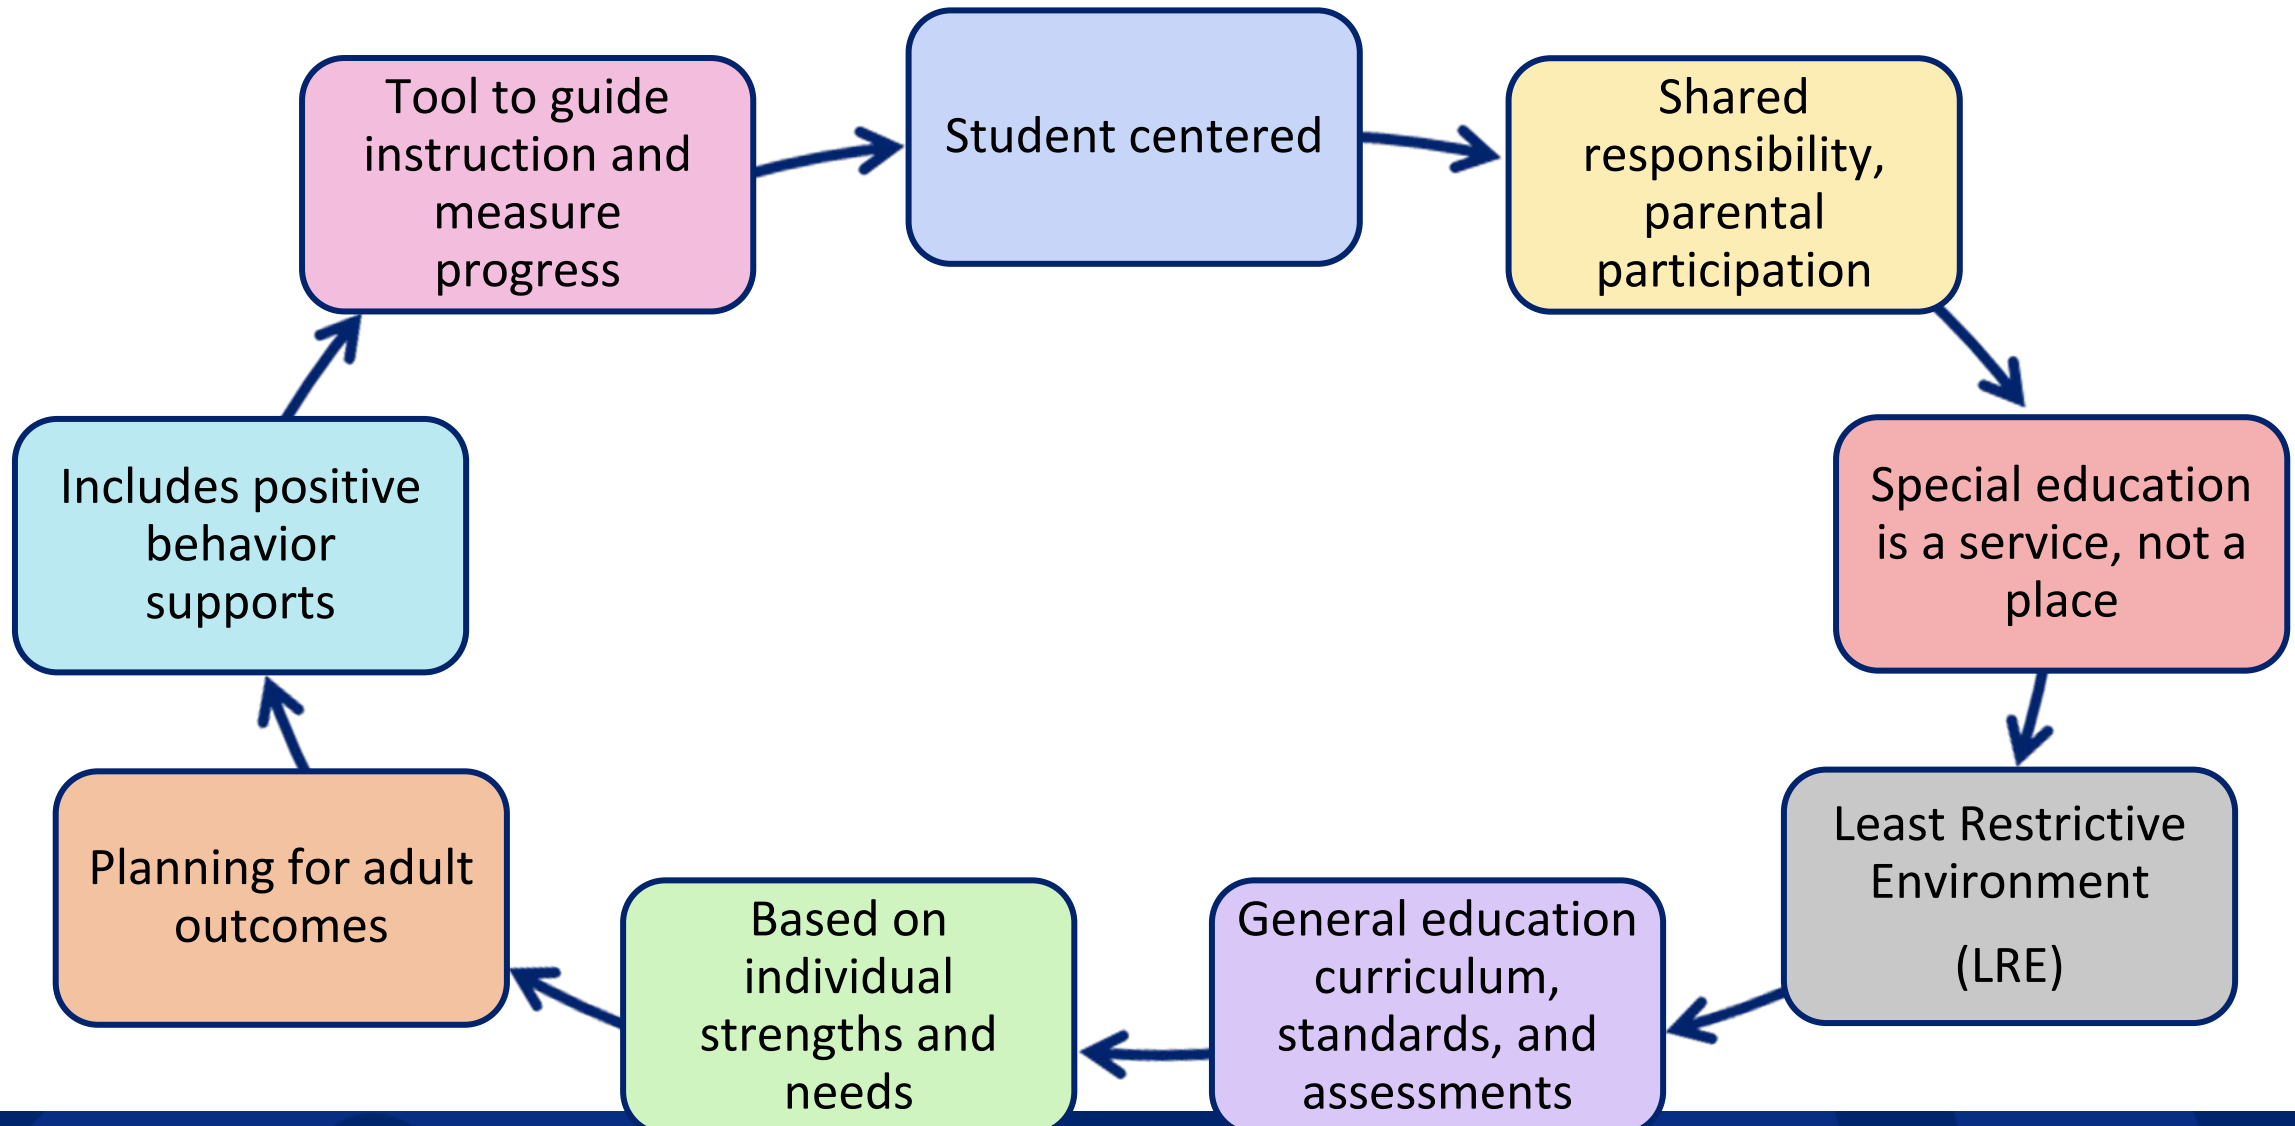 Student centered
Shared
responsibility,
parental
participation
Special education
is a service, not a
place
Least Restrictive
Environment
(LRE)
General education
curriculum,
standards, and
assessments
Based on
individual
strengths and
needs
Planning for adult
outcomes
Includes positive
behavior
supports
Tool to guide
instruction and
measure
progress